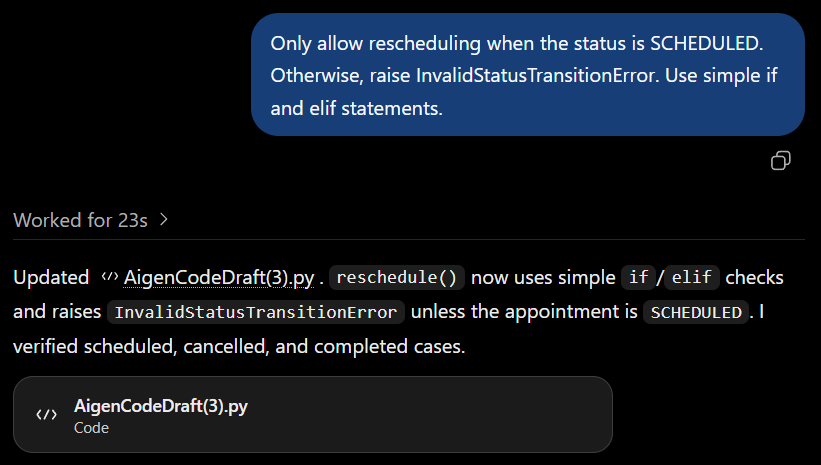 Only allow rescheduling when the status is SCHEDULED.
Otherwise, raise InvalidStatusTransitionError. Use simple if
and elif statements.
Worked for 23s
Updated AigenCodeDraft(3).py . reschedule() now uses simple if / elif checks
and raises InvalidStatusTransitionError unless the appointment is SCHEDULED. I
verified scheduled, cancelled, and completed cases.
AigenCodeDraft(3).py
Code